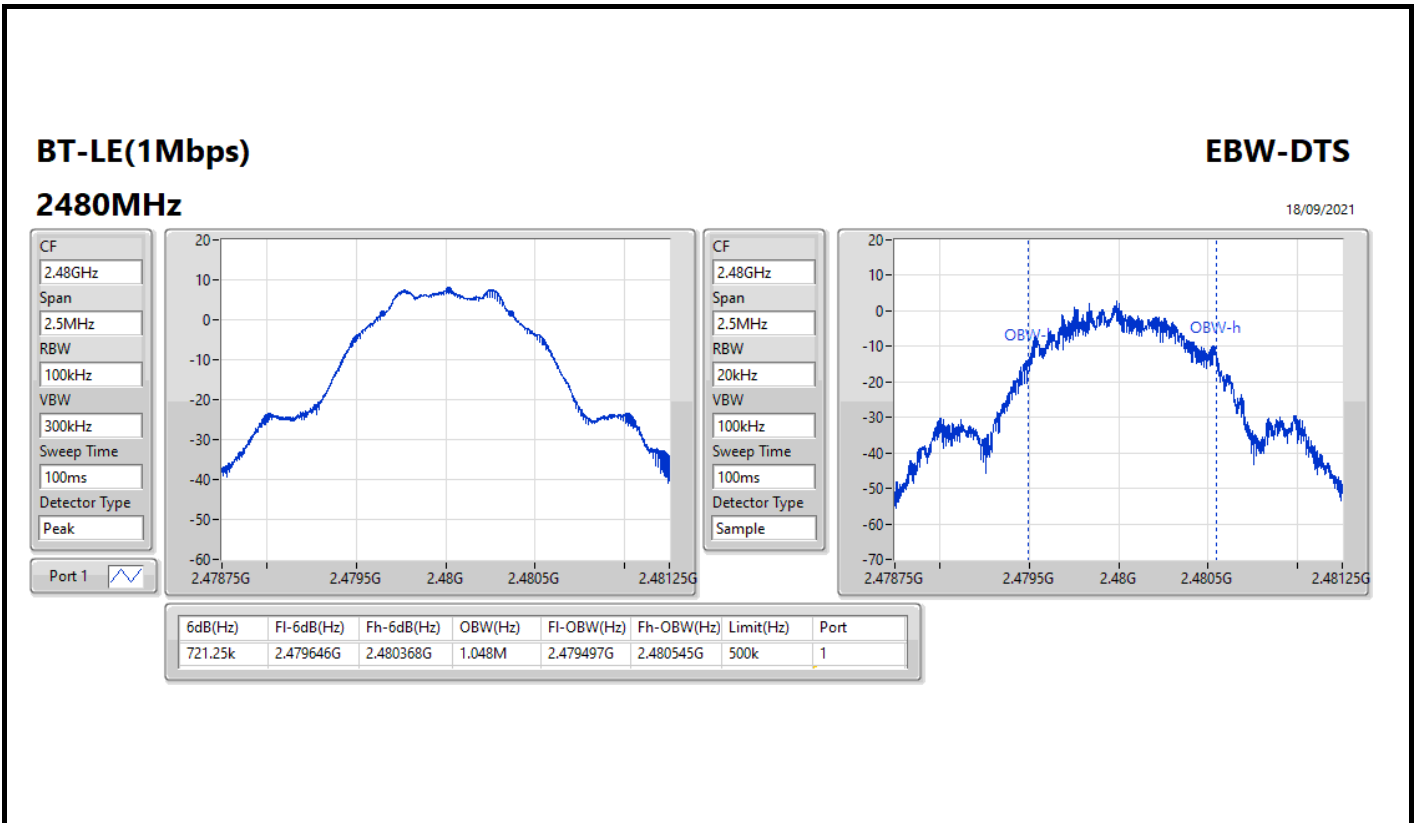 BT-LE(1Mbps)
EBW-DTS
2480MHz
18/09/2021
CF
2.48GHz
Span
2.5MHz
RBW
100kHz
VBW
300kHz
Sweep Time
100ms
Detector Type
Peak
Port 1
20
10
0
-10
-20
-30
-40
-50
-60
2.47875G 2.4795G 2.48G 2.4805G 2.48125G
CF
2.48GHz
Span
2.5MHz
RBW
20kHz
VBW
100kHz
Sweep Time
100ms
Detector Type
Sample
20
10
0
-10
-20
-30
-40
-50
-60
-70
OBW-l
OBW-h
2.47875G 2.4795G 2.48G 2.4805G 2.48125G
6dB(Hz) Fl-6dB(Hz) Fh-6dB(Hz) OBW(Hz) Fl-OBW(Hz) Fh-OBW(Hz) Limit(Hz) Port
721.25k 2.479646G 2.480368G 1.048M 2.479497G 2.480545G 500k 1